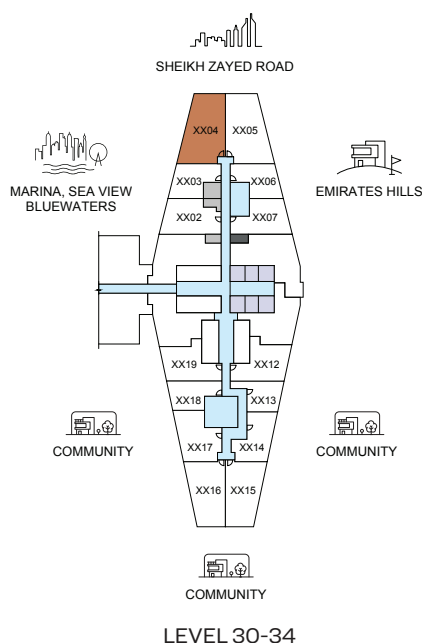 SHEIKH ZAYED ROAD
XX04
XX05
MARINA, SEA VIEW
BLUEWATERS
XX03
XX06
EMIRATES HILLS
XX02
XX07
XX19
XX12
XX18
XX13
COMMUNITY
XX17
XX14
COMMUNITY
XX16
XX15
COMMUNITY
LEVEL 30-34